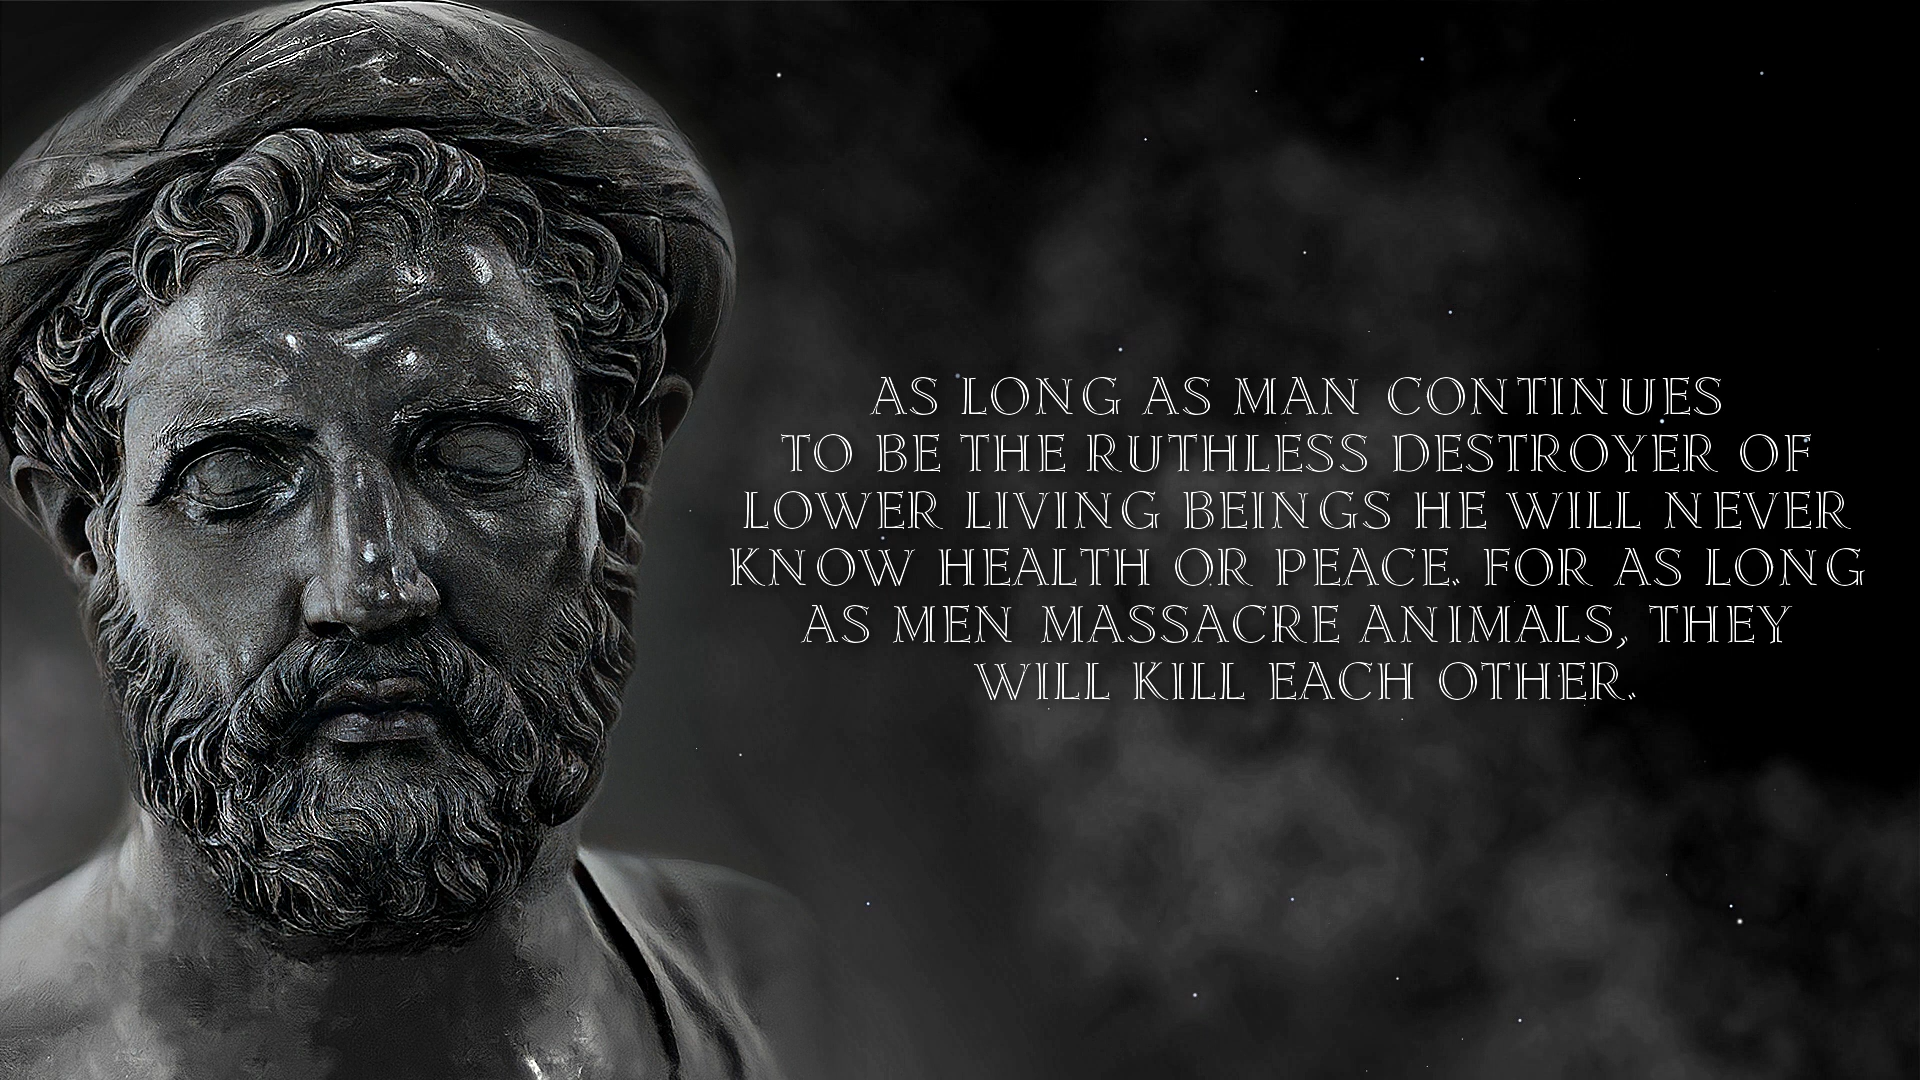 AS LONG AS MAN CONTINUES
TO BE THE RUTHLESS DESTROYER OF
LOWER LIVING BEINGS HE WILL NEVER
KNOW HEALTH OR PEACE. FOR AS LONG
AS MEN MASSACRE ANIMALS, THEY
WILL KILL EACH OTHER.